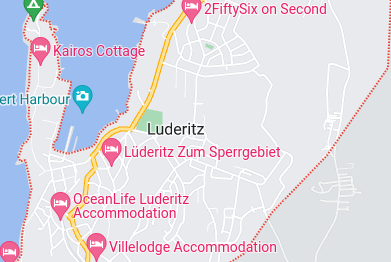 2FiftySix on Second
Kairos Cottage
ert Harbour
Luderitz
Lüderitz Zum Sperrgebiet
OceanLife Luderitz
Accommodation
Villelodge Accommodation